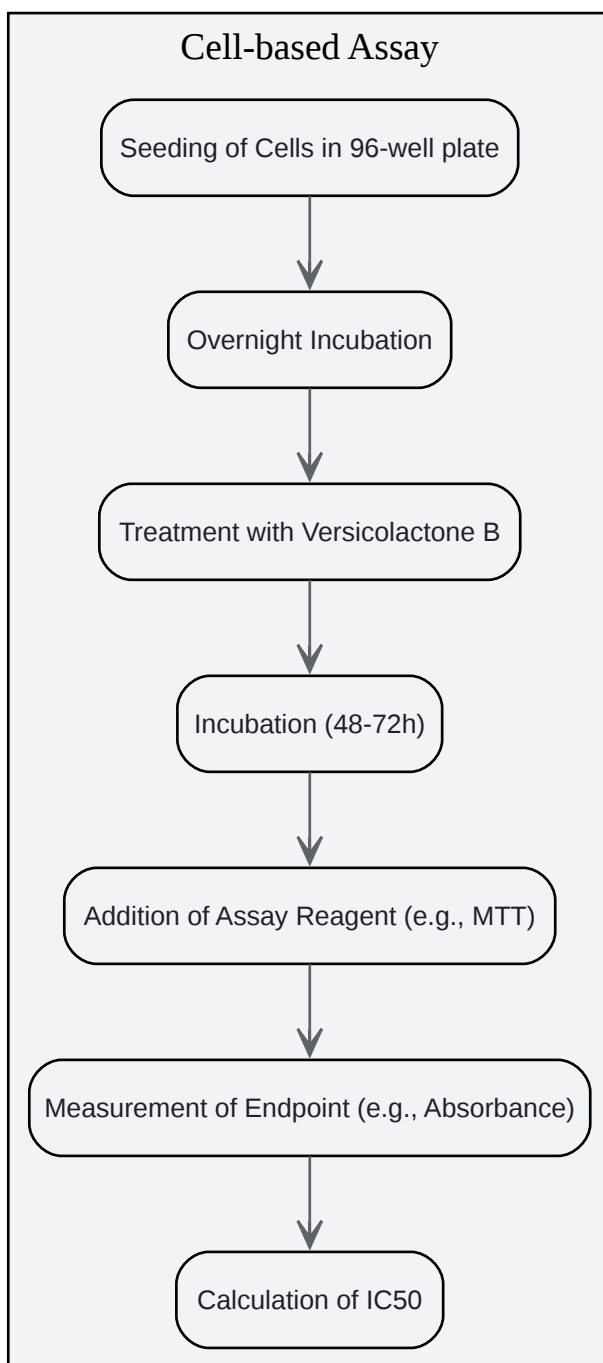 Cell-based Assay
Seeding of Cells in 96-well plate
Overnight Incubation
Treatment with Versicolactone B
Incubation (48-72h)
Addition of Assay Reagent (e.g., MTT)
Measurement of Endpoint (e.g., Absorbance)
Calculation of IC50